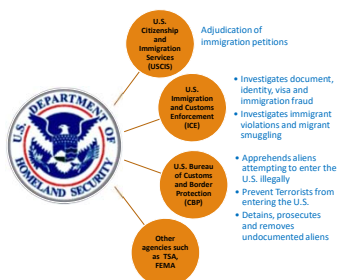 U.S.
Citizenship
and
Immigration
Services
(USCIS)
Adjudication of
immigration petitions
U.S. DEPARTMENT OF
HOMELAND SECURITY
U.S.
Immigration
and Customs
Enforcement
(ICE)
• Investigates document,
identity, visa and
immigration fraud
• Investigates immigrant
violations and migrant
smuggling
U.S. Bureau
of Customs
and Border
Protection
(CBP)
• Apprehends aliens
attempting to enter the
U.S. illegally
• Prevent Terrorists from
entering the U.S.
• Detains, prosecutes
and removes
undocumented aliens
Other
agencies such
as TSA,
FEMA